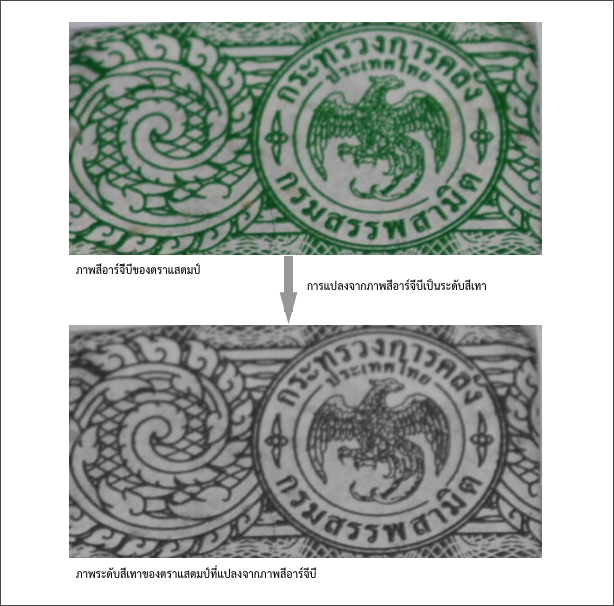 กระทรวงการคลัง
ประเทศไทย
กรมสรรพสามิต
ภาพสีอาร์จีบีของตราแสตมป์
การแปลงจากภาพสีอาร์จีบีเป็นระดับสีเทา
กระทรวงการคลัง
ประเทศไทย
กรมสรรพสามิต
ภาพระดับสีเทาของตราแสตมป์ที่แปลงจากภาพสีอาร์จีบี